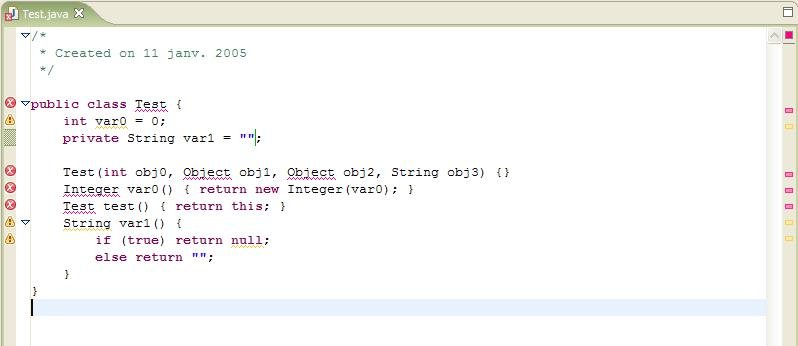 Test.java
/*
 * Created on 11 janv. 2005
 */
public class Test {
    int var0 = 0;
    private String var1 = "";
    Test(int obj0, Object obj1, Object obj2, String obj3) {}
    Integer var0() { return new Integer(var0); }
    Test test() { return this; }
    String var1() {
        if (true) return null;
        else return "";
    }
}